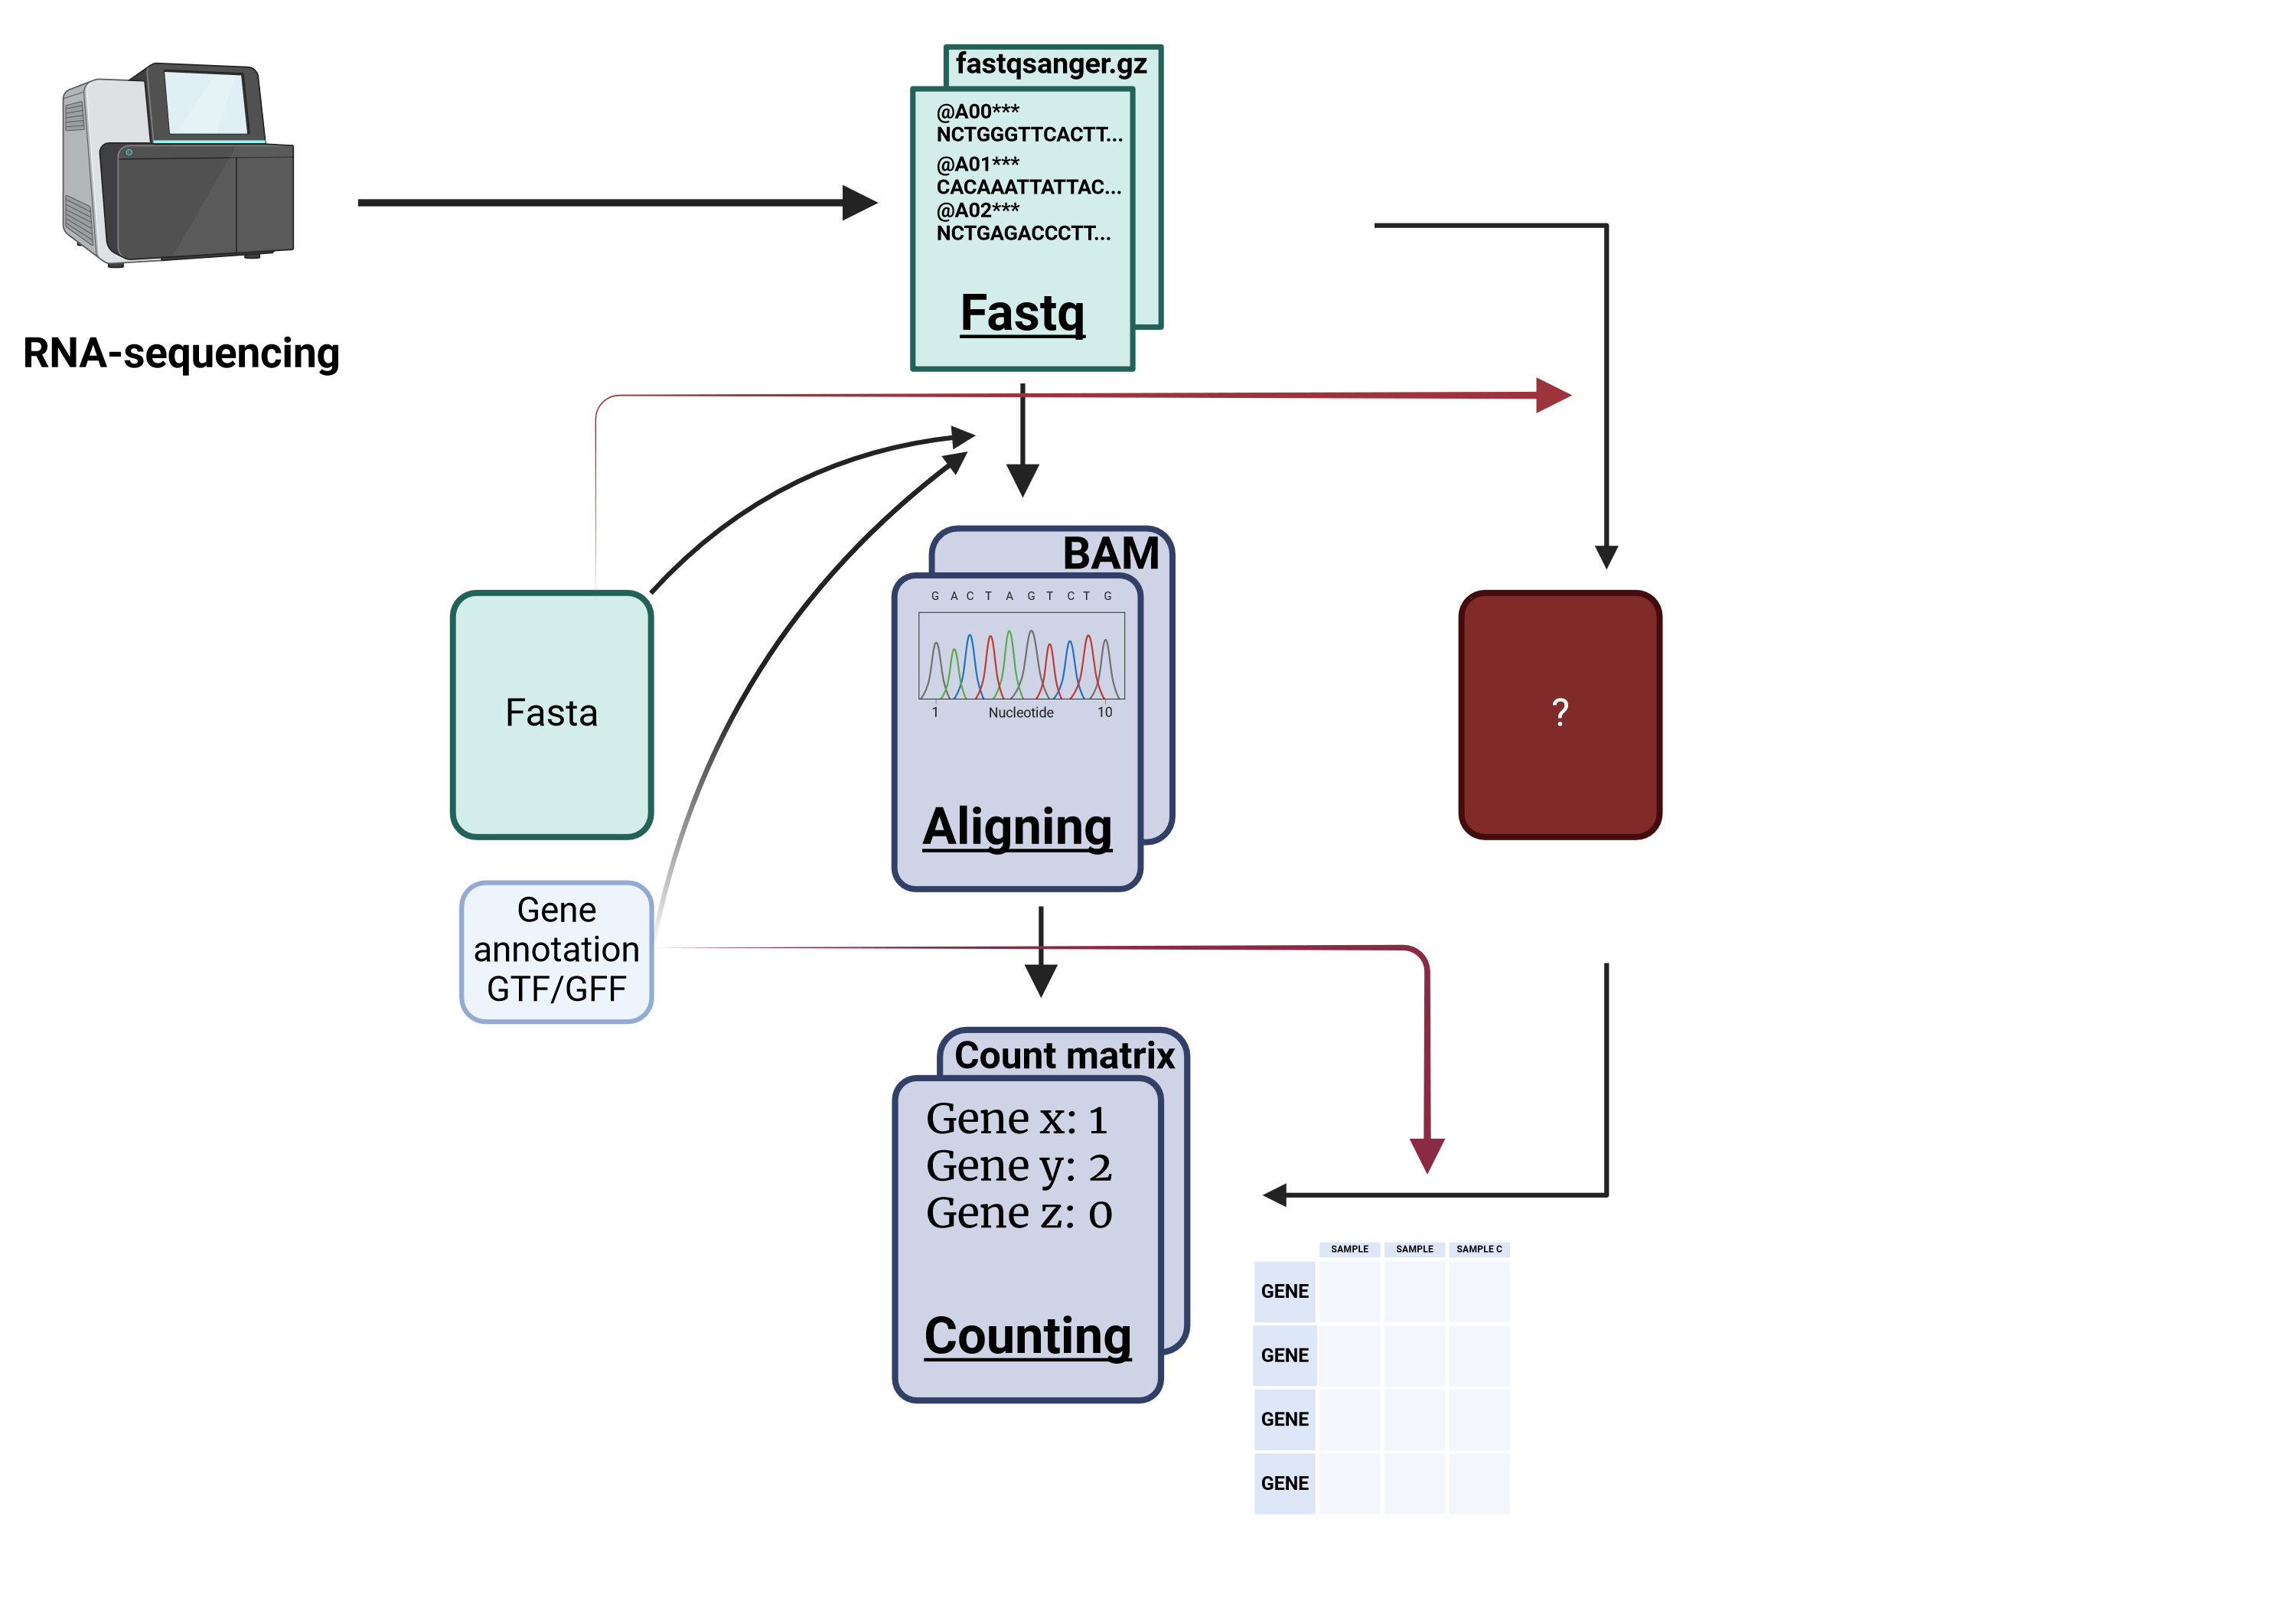 fastqsanger.gz
@A00***
NCTGGGTTCACTT...
@A01***
CACAAATTATTAC...
@A02***
NCTGAGACCCTT...
Fastq
RNA-sequencing
BAM
G A C T A G T C T G
1 Nucleotide 10
Aligning
Fasta
?
Gene
annotation
GTF/GFF
Count matrix
Gene x: 1
Gene y: 2
Gene z: 0
Counting
SAMPLE SAMPLE SAMPLE C
GENE
GENE
GENE
GENE